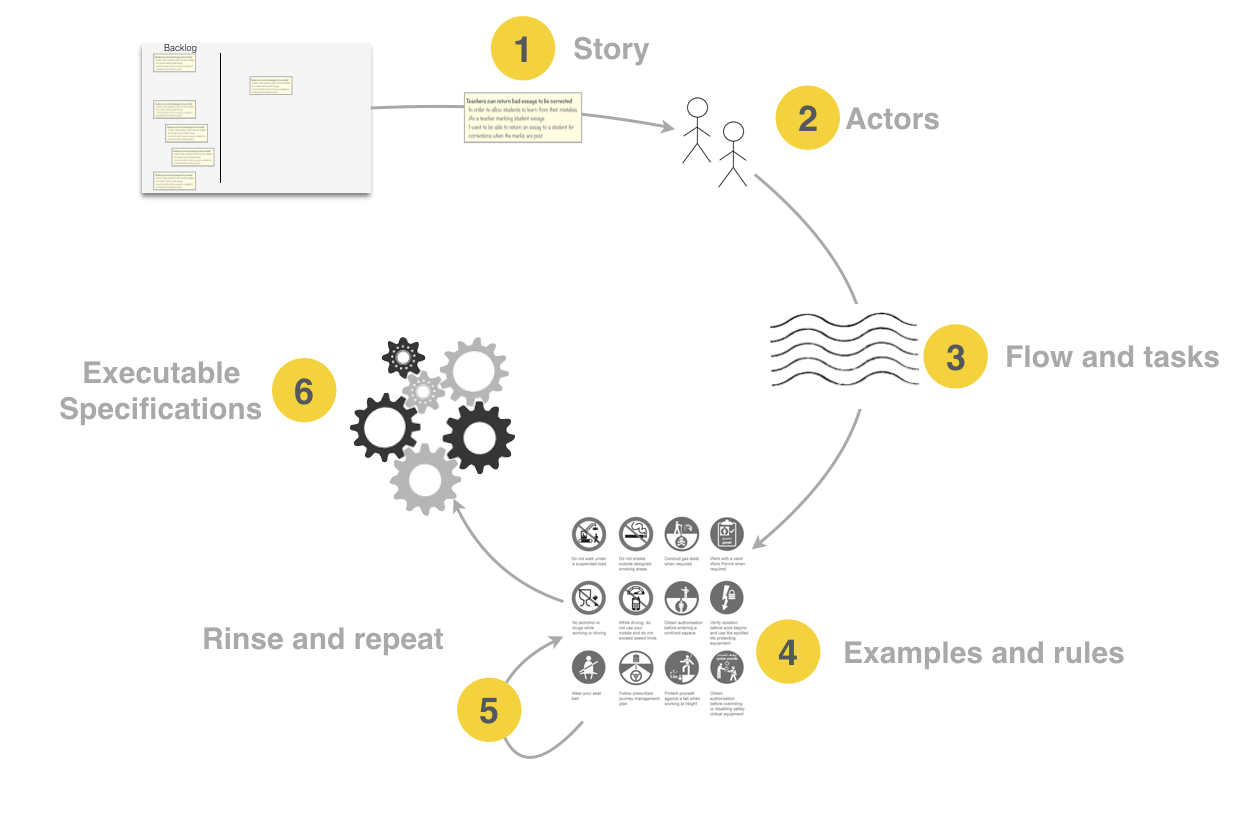 Backlog
1
Story
Teachers can return bad essays to be corrected
In order to allow students to learn from their mistakes
As a teacher marking student essays
I want to be able to return an essay to a student for
corrections when the marks are poor
2
Actors
3
Flow and tasks
Executable
Specifications
6
Do not walk under
a suspended load
Do not smoke
outside designed
smoking areas
Conduct gas tests
when required
Work with a valid
Work Permit when
required
No alchohol or
drugs while
working or driving
While driving, do
not use your
mobile and do not
exceed speed limits
Obtain authorisation
before entering a
confined sapace
Verify isolation
before work begins
and use the spoffed
life protecting
equipment
Rinse and repeat
4
Examples and rules
5
Wear your seat
belt
Follow prescribed
journey management
plan
Protect yourself
against a fall when
working at height
Obtain
authorisation
before overriding
or disabling safety
critical equipment